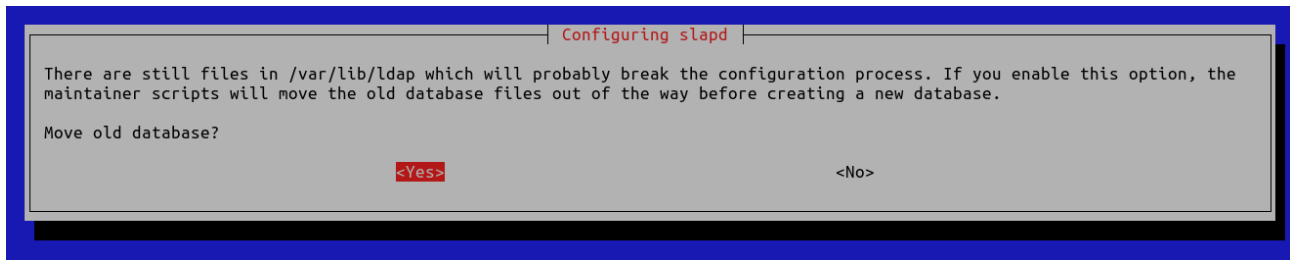 Configuring slapd
There are still files in /var/lib/ldap which will probably break the configuration process. If you enable this option, the
maintainer scripts will move the old database files out of the way before creating a new database.
Move old database?
<Yes> <No>